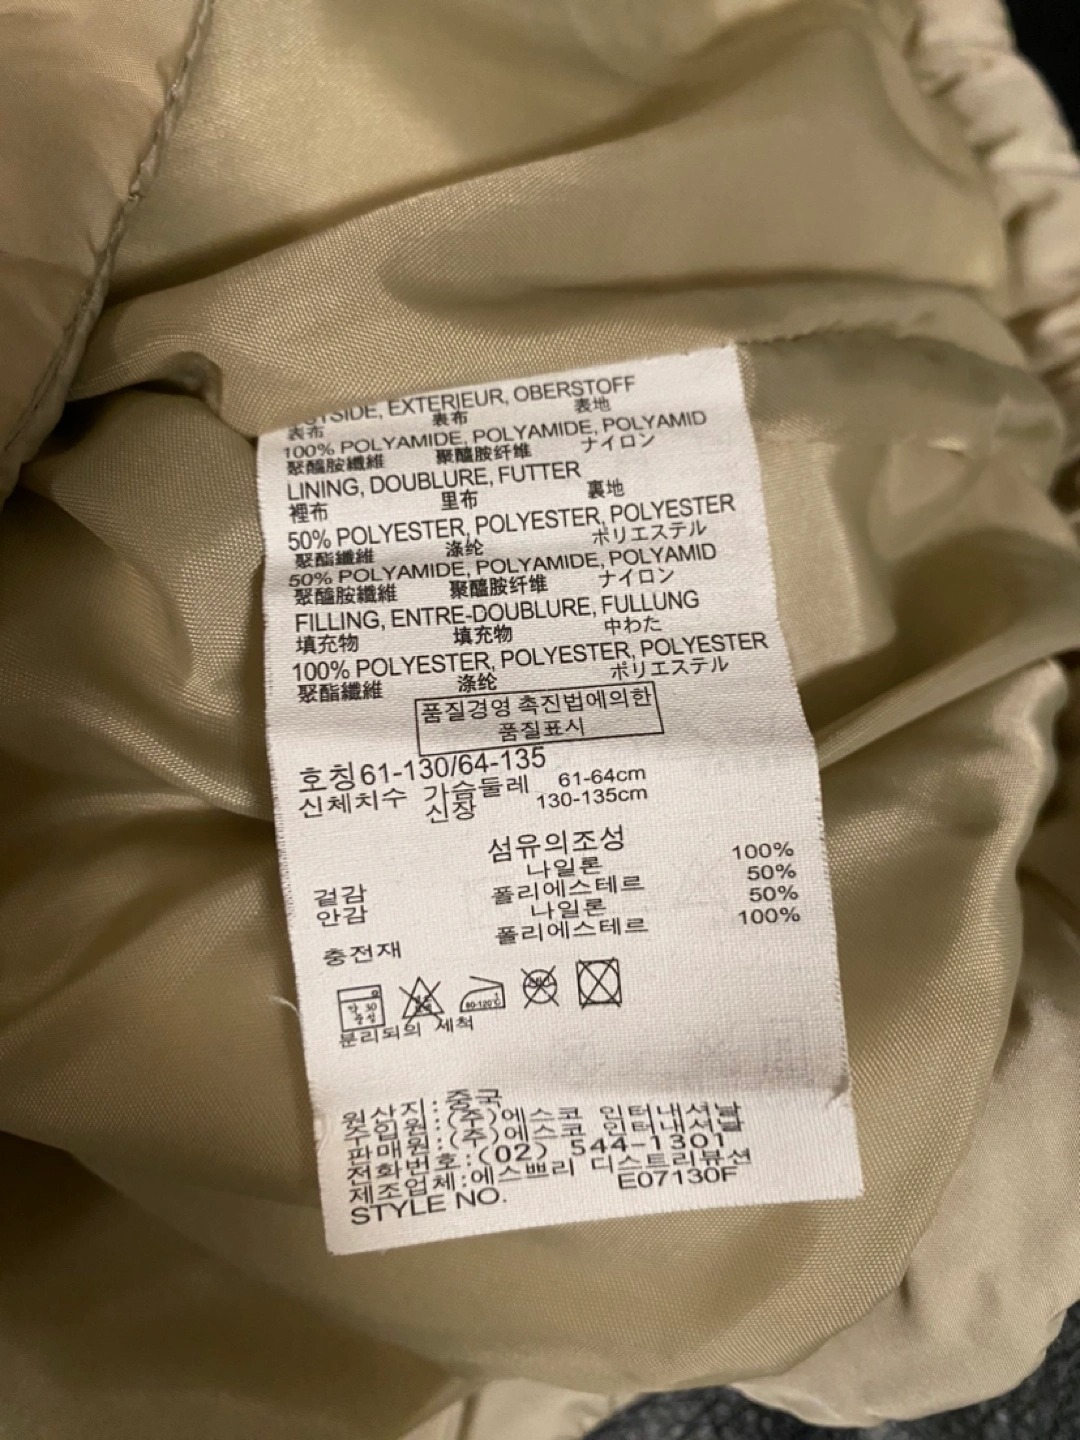 EXTERIEUR, OBERSTOFF
表布 表布 表地
100% POLYAMIDE, POLYAMIDE, POLYAMID
聚醯胺纖維 聚醯胺纤维 ナイロン
LINING, DOUBLURE, FUTTER
裡布 里布 裏地
50% POLYESTER, POLYESTER, POLYESTER
聚酯纖維 涤纶 ポリエステル
50% POLYAMIDE, POLYAMIDE, POLYAMID
聚醯胺纖維 聚醯胺纤维 ナイロン
FILLING, ENTRE-DOUBLURE, FULLUNG
填充物 填充物 中わた
100% POLYESTER, POLYESTER, POLYESTER
聚酯纖維 涤纶 ポリエステル
품질경영 촉진법에의한
품질표시
호칭61-130/64-135
신체치수 가슴둘레 61-64cm
신장 130-135cm
섬유의조성
겉감 나일론 100%
안감 폴리에스테르 50%
나일론 50%
충전재 폴리에스테르 100%
약 30
중성
80-120℃
분리되의 세척
원산지:중국
수입원:(주)에스코 인터내셔날
판매원:(주)에스코 인터내셔날
전화번호:(02) 544-1301
제조업체:에스쁘리 디스트리뷰션
STYLE NO. E07130F